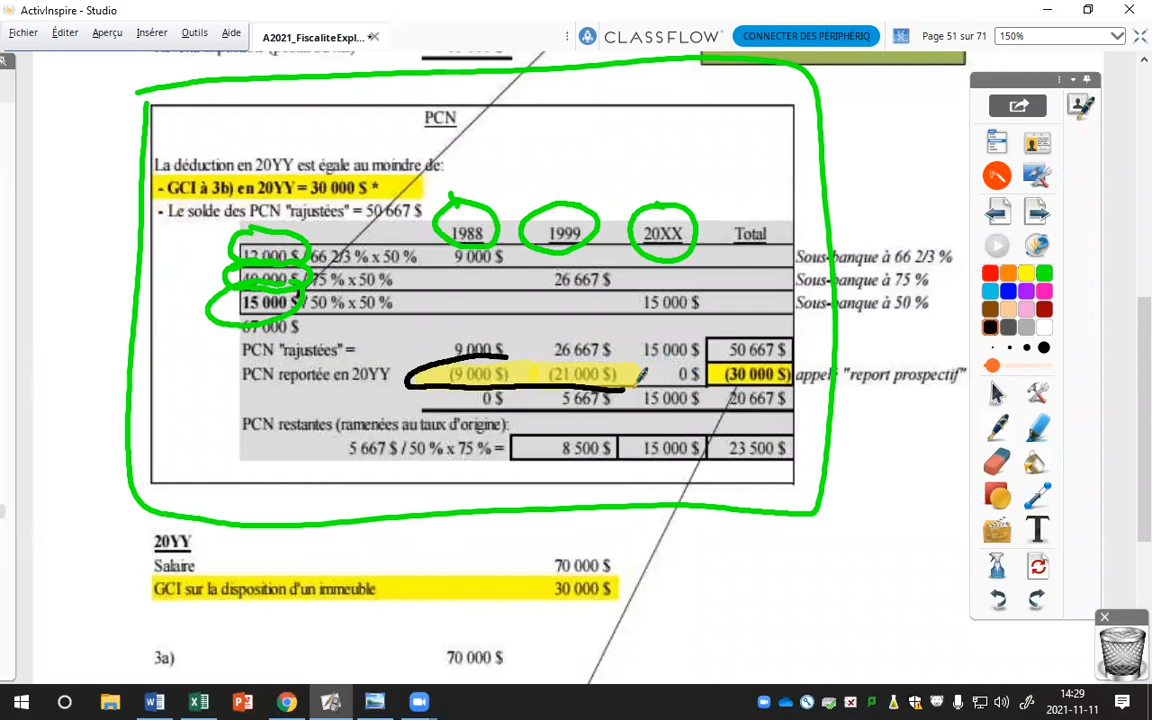 ActivInspire - Studio
Fichier Éditer Aperçu Insérer Outils Aide A2021_FiscaliteExpl...
CLASSFLOW CONNECTER DES PÉRIPHÉRIQ Page 51 sur 71 150%
PCN
La déduction en 20YY est égale au moindre de:
- GCI à 3b) en 20YY = 30 000 $ *
- Le solde des PCN "rajustées" = 50 667 $
1988 1999 20XX Total
12 000 $ / 66 2/3 % x 50 % 9 000 $ Sous-banque à 66 2/3 %
40 000 $ / 75 % x 50 % 26 667 $ Sous-banque à 75 %
15 000 $ / 50 % x 50 % 15 000 $ Sous-banque à 50 %
67 000 $
PCN "rajustées" = 9 000 $ 26 667 $ 15 000 $ 50 667 $
PCN reportée en 20YY (9 000 $) (21 000 $) 0 $ (30 000 $) appelé "report prospectif"
0 $ 5 667 $ 15 000 $ 20 667 $
PCN restantes (ramenées au taux d'origine):
5 667 $ / 50 % x 75 % = 8 500 $ 15 000 $ 23 500 $
20YY
Salaire 70 000 $
GCI sur la disposition d'un immeuble 30 000 $
3a) 70 000 $
14:29
2021-11-11